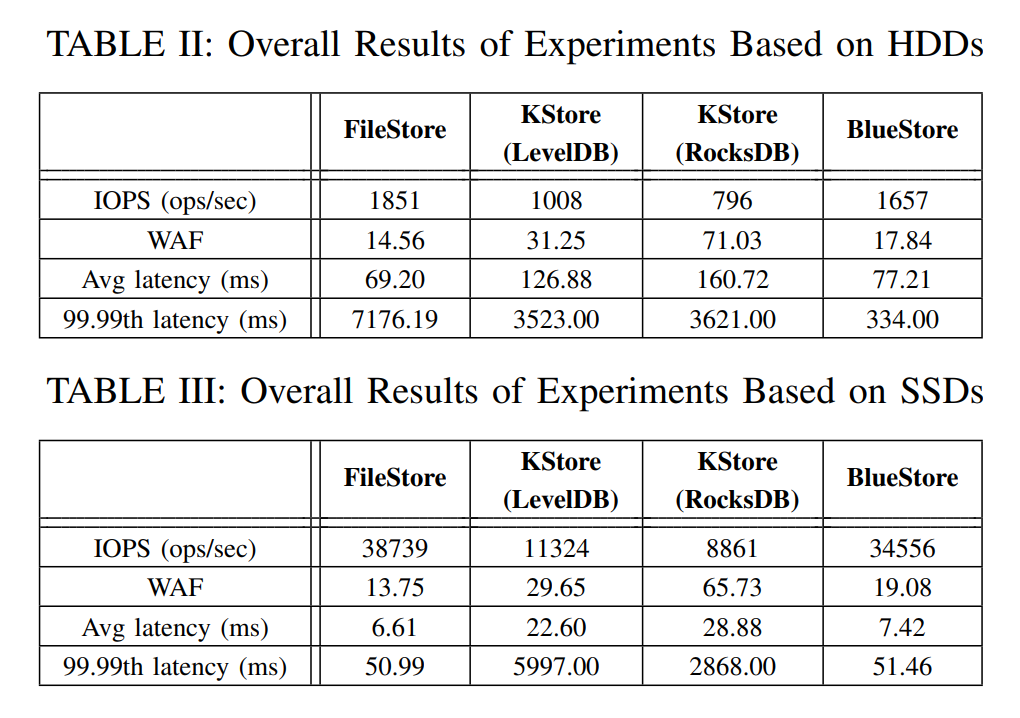 TABLE II: Overall Results of Experiments Based on HDDs
FileStore KStore (LevelDB) KStore (RocksDB) BlueStore
IOPS (ops/sec) 1851 1008 796 1657
WAF 14.56 31.25 71.03 17.84
Avg latency (ms) 69.20 126.88 160.72 77.21
99.99th latency (ms) 7176.19 3523.00 3621.00 334.00
TABLE III: Overall Results of Experiments Based on SSDs
FileStore KStore (LevelDB) KStore (RocksDB) BlueStore
IOPS (ops/sec) 38739 11324 8861 34556
WAF 13.75 29.65 65.73 19.08
Avg latency (ms) 6.61 22.60 28.88 7.42
99.99th latency (ms) 50.99 5997.00 2868.00 51.46